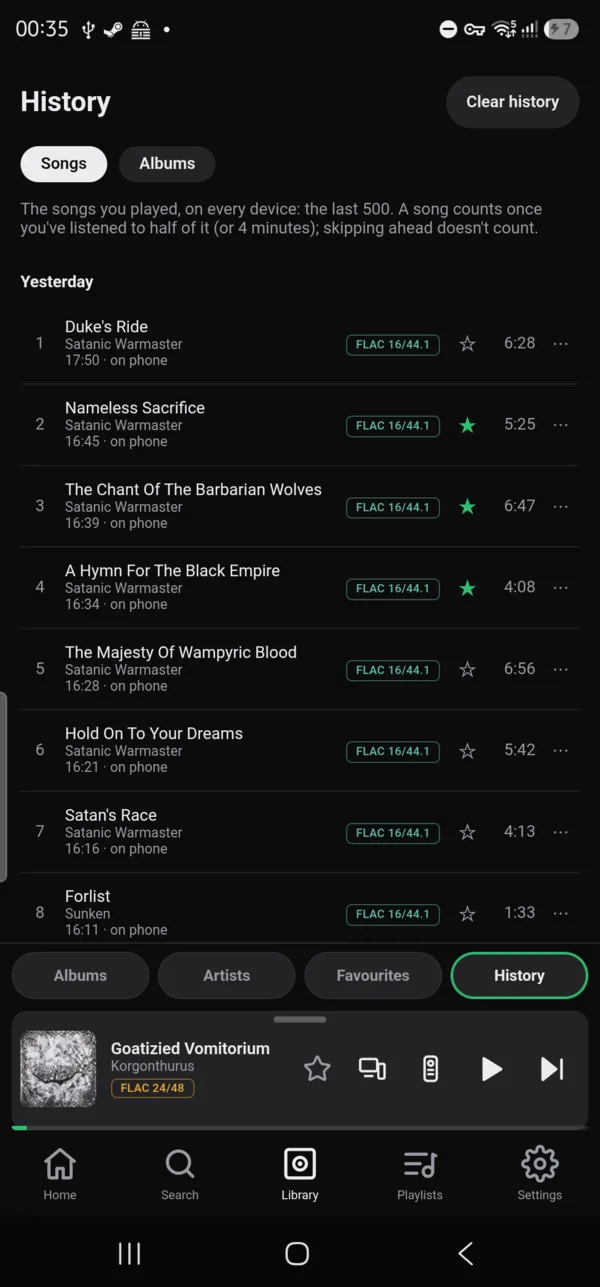 00:35
5
7
History
Clear history
Songs
Albums
The songs you played, on every device: the last 500. A song counts once
you've listened to half of it (or 4 minutes); skipping ahead doesn't count.
Yesterday
1
Duke's Ride
Satanic Warmaster
17:50 · on phone
FLAC 16/44.1
6:28
2
Nameless Sacrifice
Satanic Warmaster
16:45 · on phone
FLAC 16/44.1
5:25
3
The Chant Of The Barbarian Wolves
Satanic Warmaster
16:39 · on phone
FLAC 16/44.1
6:47
4
A Hymn For The Black Empire
Satanic Warmaster
16:34 · on phone
FLAC 16/44.1
4:08
5
The Majesty Of Wampyric Blood
Satanic Warmaster
16:28 · on phone
FLAC 16/44.1
6:56
6
Hold On To Your Dreams
Satanic Warmaster
16:21 · on phone
FLAC 16/44.1
5:42
7
Satan's Race
Satanic Warmaster
16:16 · on phone
FLAC 16/44.1
4:13
8
Forlist
Sunken
16:11 · on phone
FLAC 16/44.1
1:33
Albums
Artists
Favourites
History
Goatizied Vomitorium
Korgonthurus
FLAC 24/48
Home
Search
Library
Playlists
Settings